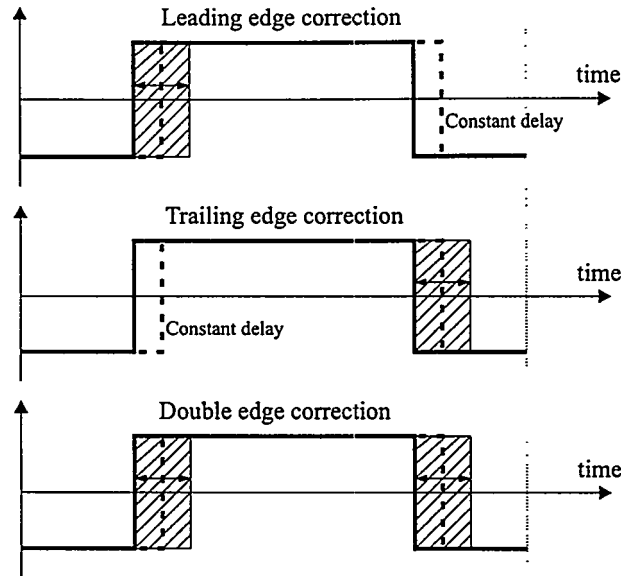 Leading edge correction
time
Constant delay
Trailing edge correction
time
Constant delay
Double edge correction
time